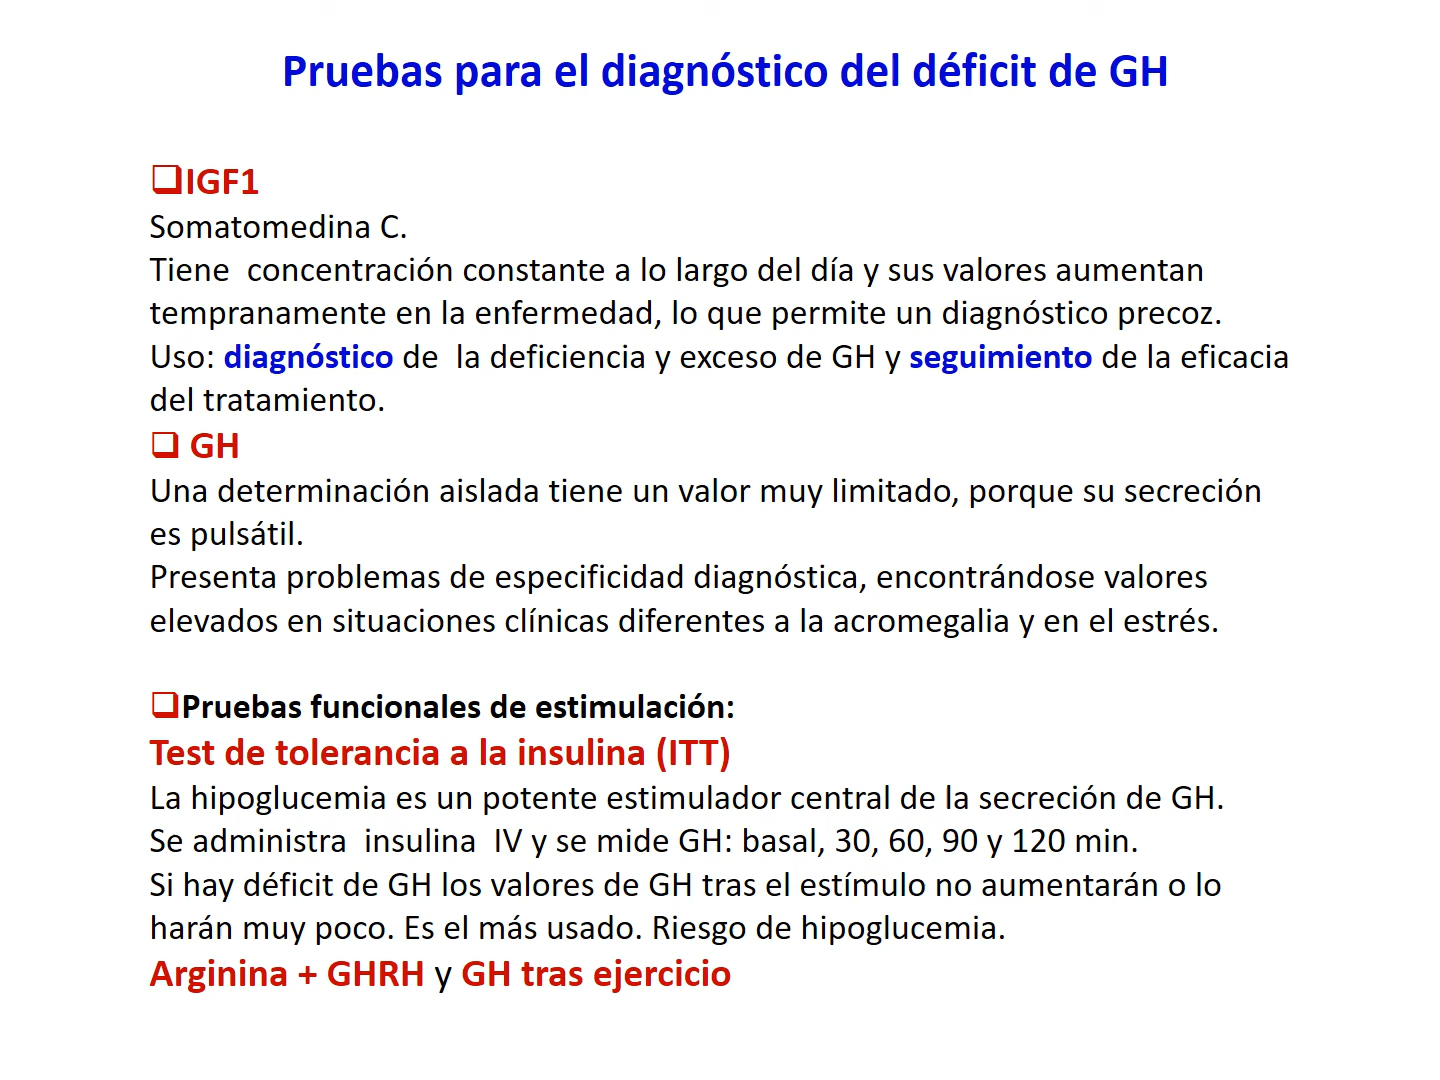 Pruebas para el diagnóstico del déficit de GH
❑IGF1
Somatomedina C.
Tiene concentración constante a lo largo del día y sus valores aumentan
tempranamente en la enfermedad, lo que permite un diagnóstico precoz.
Uso: diagnóstico de la deficiencia y exceso de GH y seguimiento de la eficacia
del tratamiento.
❑ GH
Una determinación aislada tiene un valor muy limitado, porque su secreción
es pulsátil.
Presenta problemas de especificidad diagnóstica, encontrándose valores
elevados en situaciones clínicas diferentes a la acromegalia y en el estrés.
❑Pruebas funcionales de estimulación:
Test de tolerancia a la insulina (ITT)
La hipoglucemia es un potente estimulador central de la secreción de GH.
Se administra insulina IV y se mide GH: basal, 30, 60, 90 y 120 min.
Si hay déficit de GH los valores de GH tras el estímulo no aumentarán o lo
harán muy poco. Es el más usado. Riesgo de hipoglucemia.
Arginina + GHRH y GH tras ejercicio